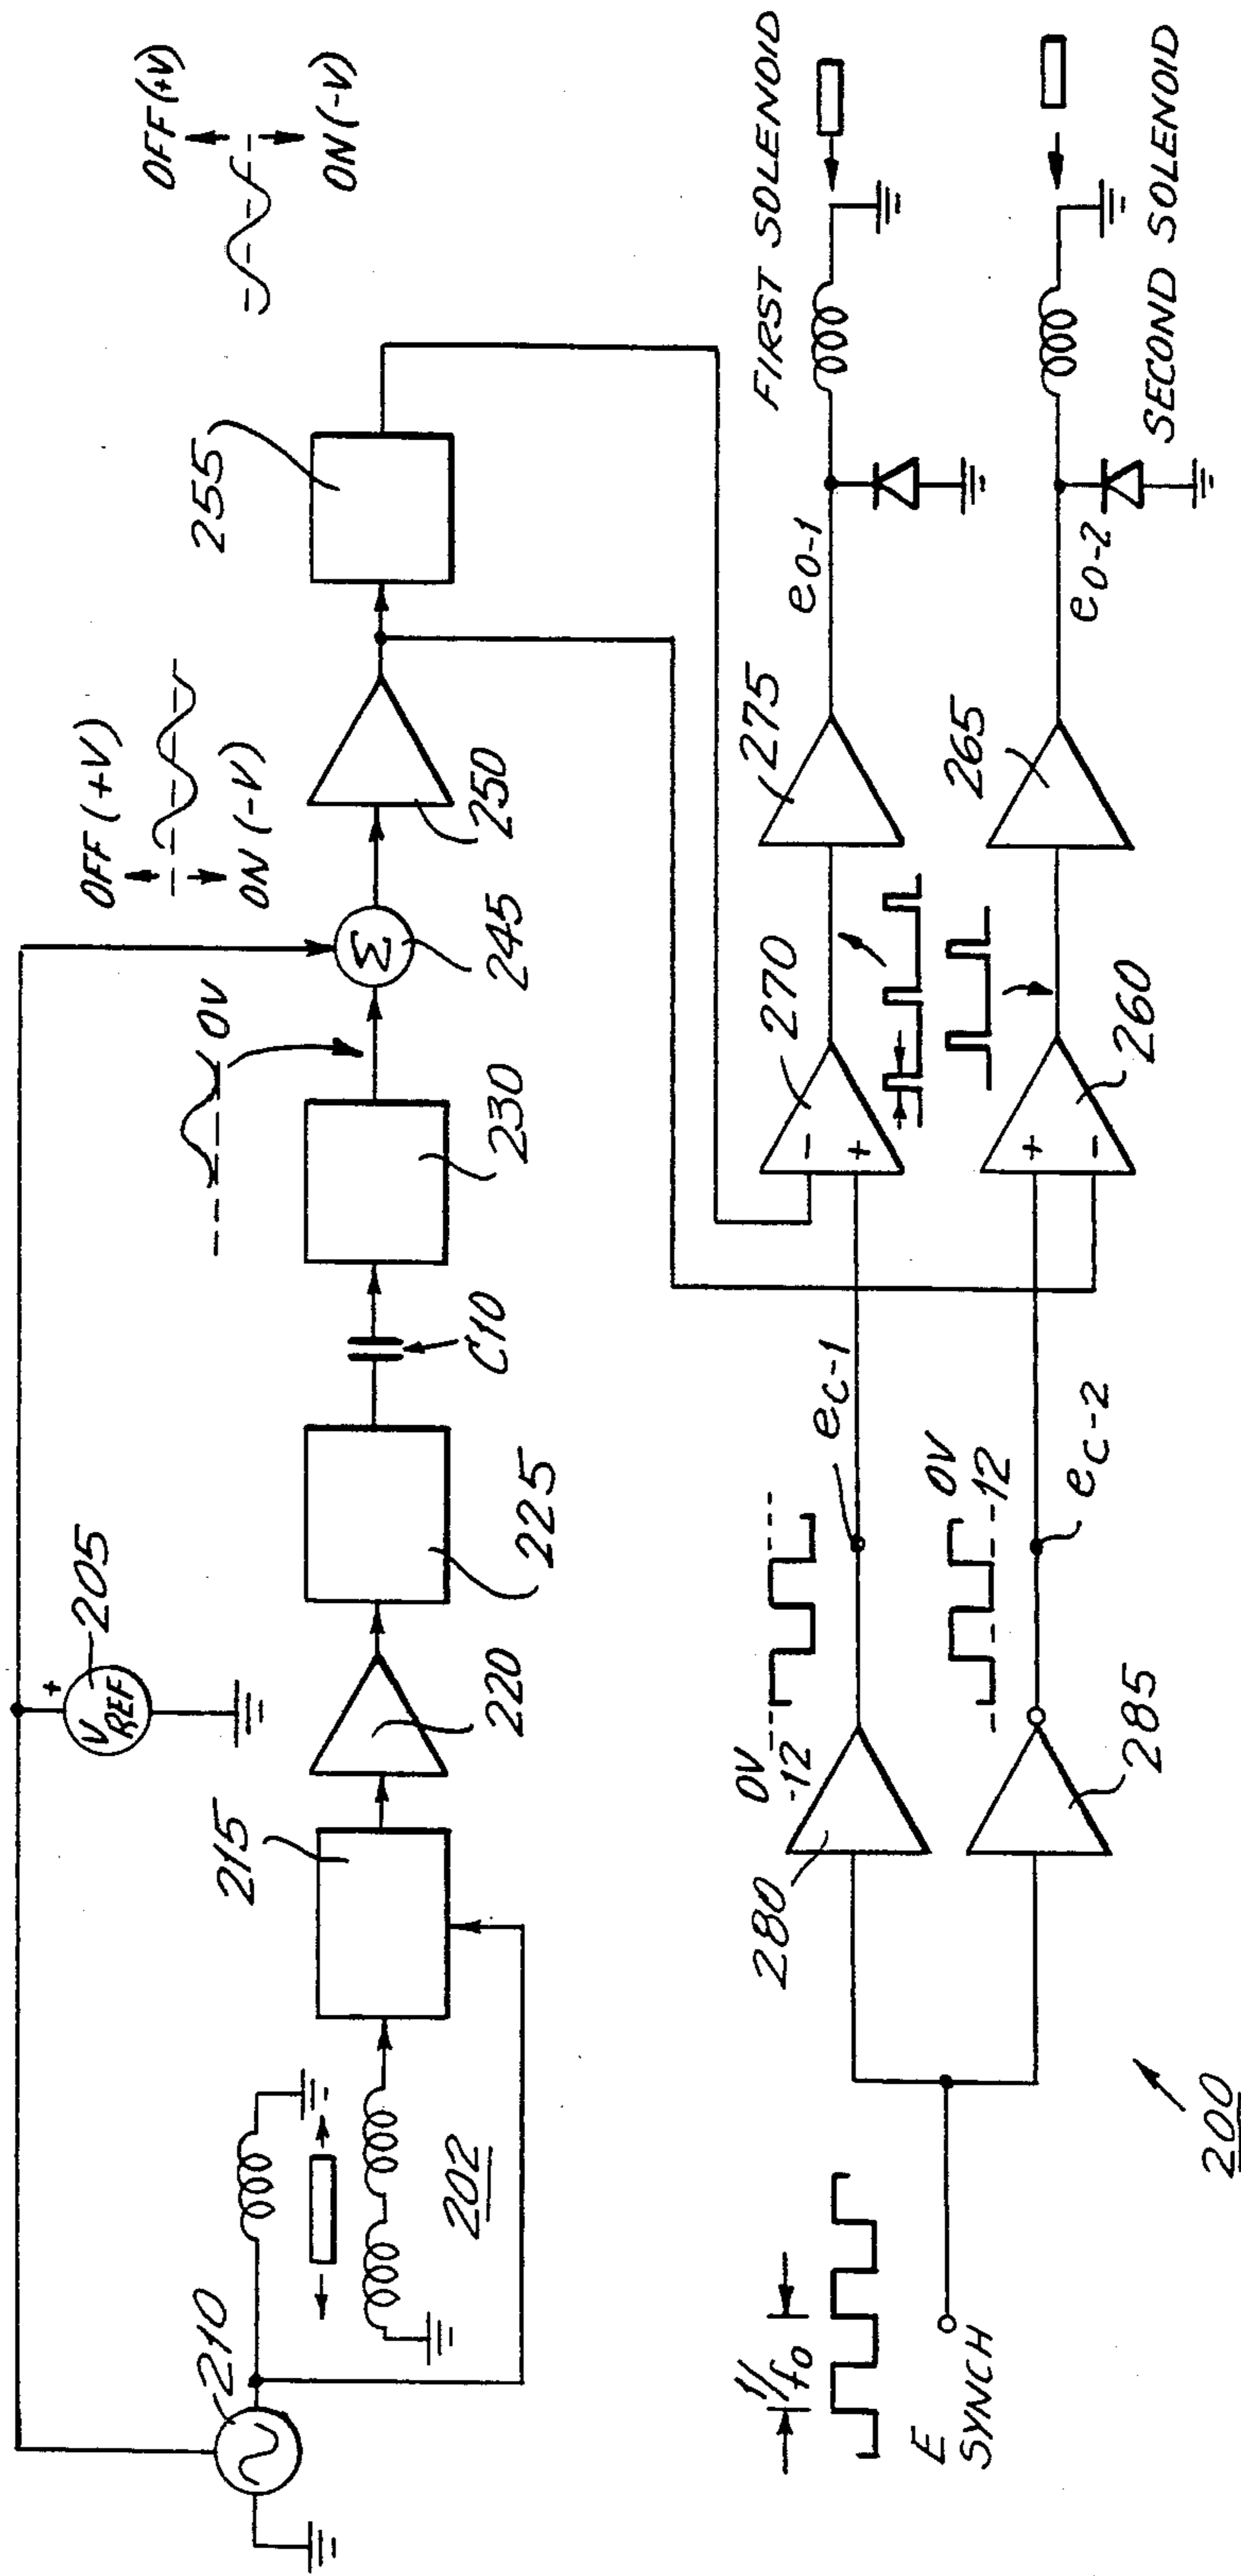 OFF (+V)
ON (-V)
OFF (+V)
ON (-V)
0V
+
VREF
205
210
202
215
220
225
C10
230
Σ
245
250
255
E
SYNCH
1/f0
280
285
0V
-12
0V
-12
eC-1
eC-2
-
+
270
+
-
260
275
265
e0-1
e0-2
FIRST SOLENOID
SECOND SOLENOID
200